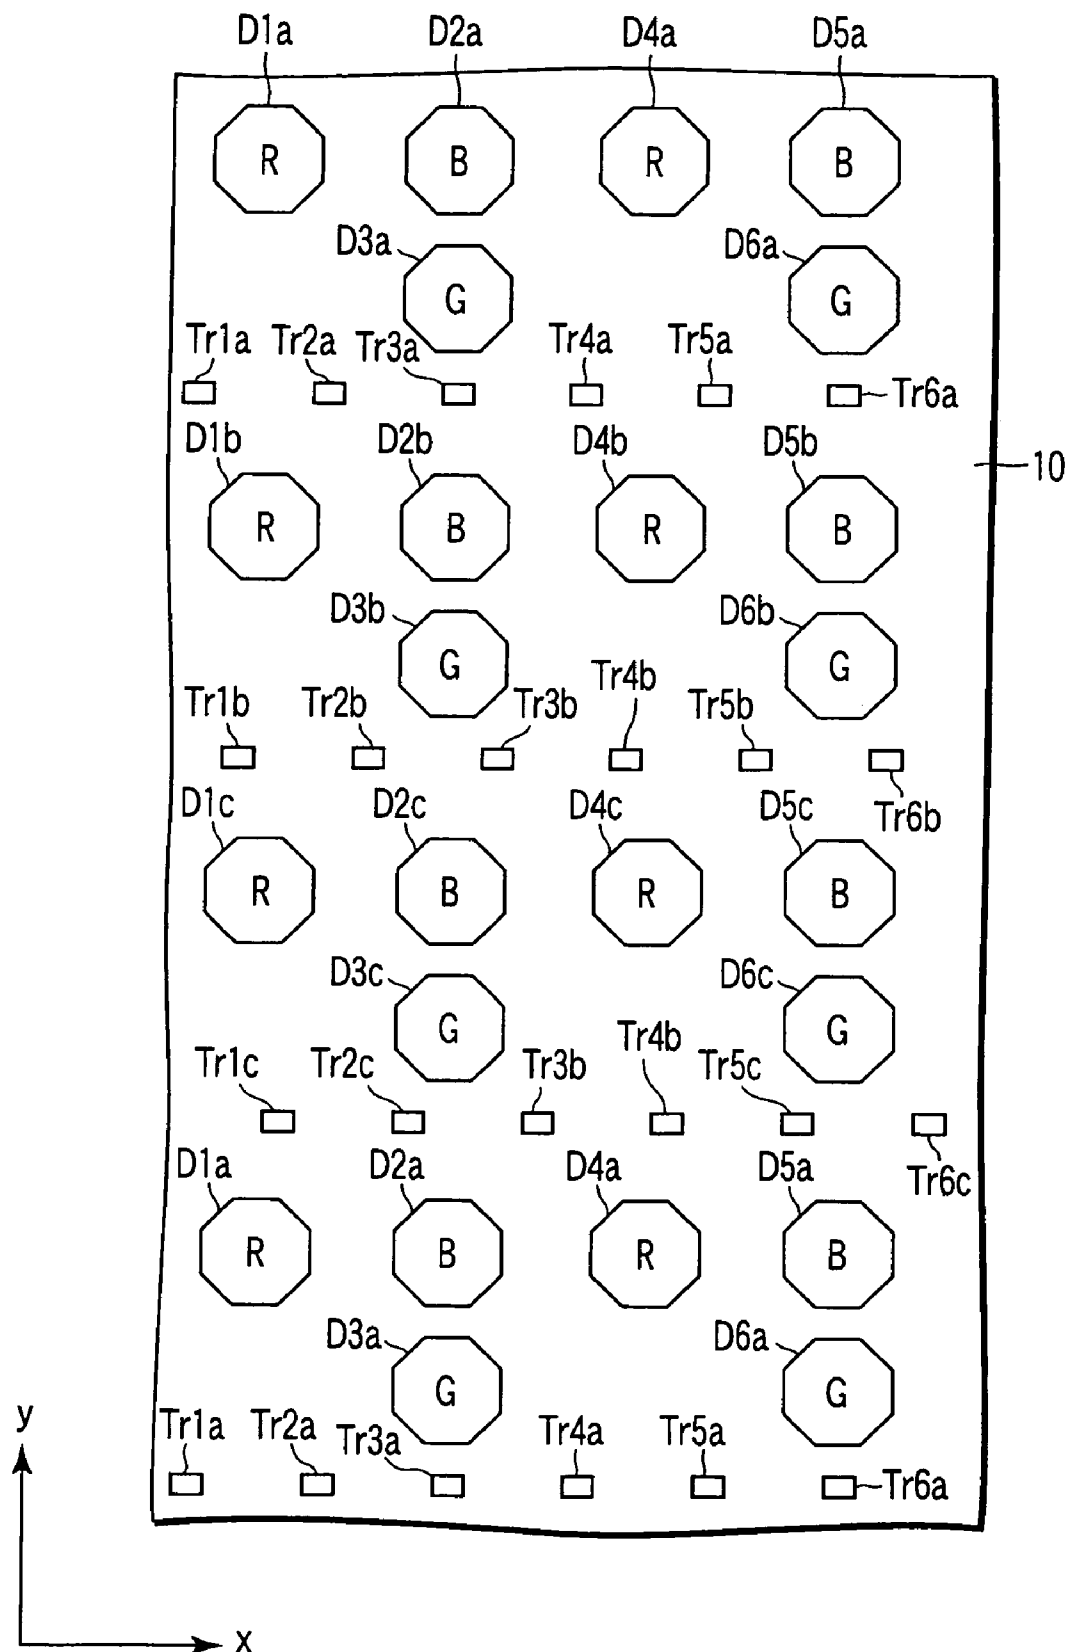 D1a D2a D4a D5a
R B R B
D3a D6a
G G
Tr1a Tr2a Tr3a Tr4a Tr5a
Tr6a
D1b D2b D4b D5b
10
R B R B
D3b D6b
G G
Tr1b Tr2b Tr3b Tr4b Tr5b
Tr6b
D1c D2c D4c D5c
R B R B
D3c D6c
G G
Tr1c Tr2c Tr3b Tr4b Tr5c
Tr6c
D1a D2a D4a D5a
R B R B
D3a D6a
G G
y
Tr1a Tr2a Tr3a Tr4a Tr5a
Tr6a
x